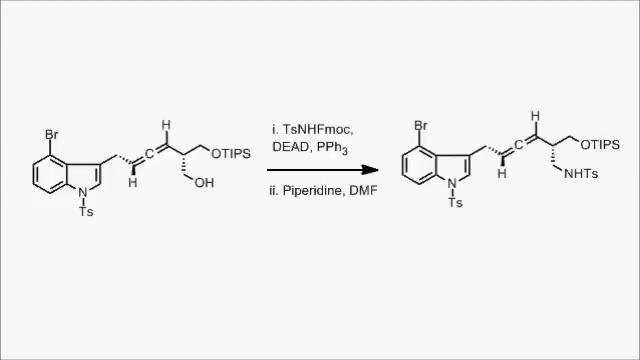 Br
H
OTIPS
H
OH
N
Ts
i. TsNHFmoc,
DEAD, PPh3
ii. Piperidine, DMF
Br
H
C
OTIPS
H
NHTs
N
Ts